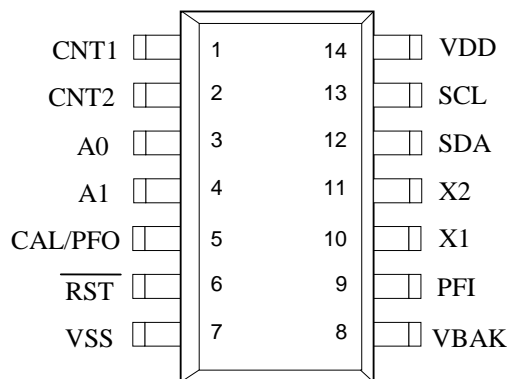 CNT1 1 14 VDD
CNT2 2 13 SCL
A0 3 12 SDA
A1 4 11 X2
CAL/PFO 5 10 X1
RST 6 9 PFI
VSS 7 8 VBAK